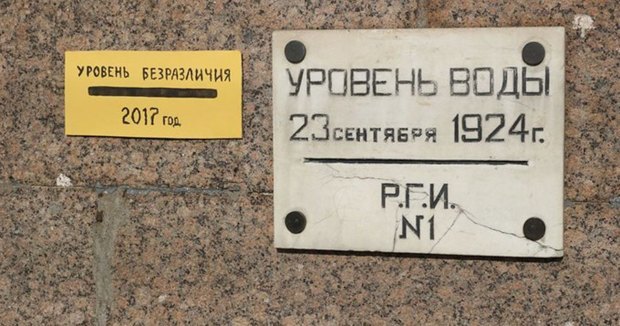 УРОВЕНЬ БЕЗРАЗЛИЧИЯ
2017 год
УРОВЕНЬ ВОДЫ
23 СЕНТЯБРЯ 1924 г.
Р.Г.И.
№1